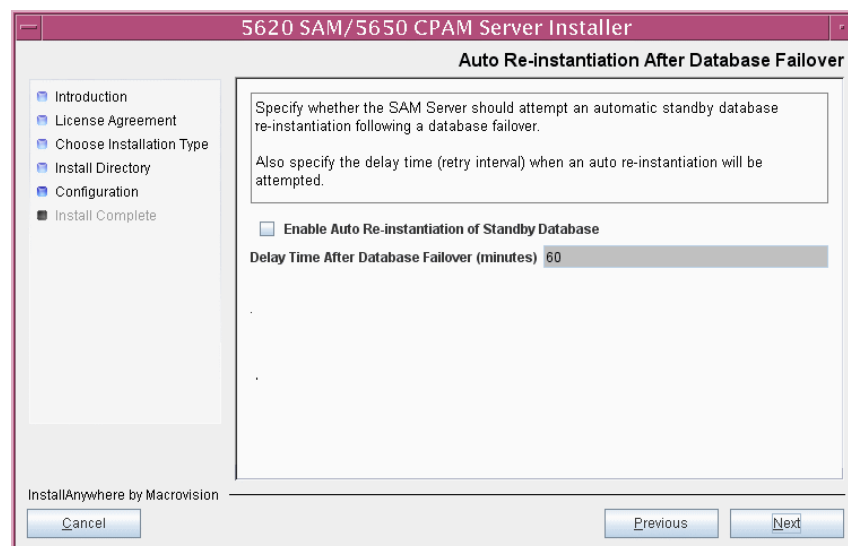 5620 SAM/5650 CPAM Server Installer
Auto Re-instantiation After Database Failover
Introduction
License Agreement
Choose Installation Type
Install Directory
Configuration
Install Complete
Specify whether the SAM Server should attempt an automatic standby database
re-instantiation following a database failover.
Also specify the delay time (retry interval) when an auto re-instantiation will be
attempted.
Enable Auto Re-instantiation of Standby Database
Delay Time After Database Failover (minutes) 60
InstallAnywhere by Macrovision
Cancel
Previous
Next